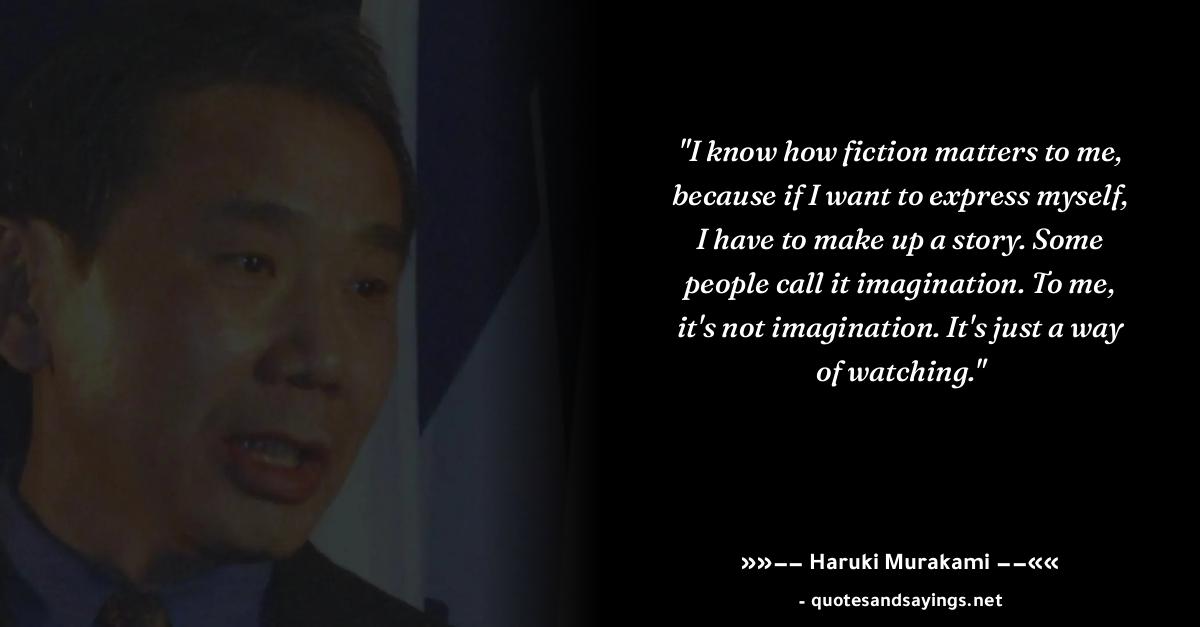 "I know how fiction matters to me,
because if I want to express myself,
I have to make up a story. Some
people call it imagination. To me,
it's not imagination. It's just a way
of watching."
»»−− Haruki Murakami −−««
- quotesandsayings.net